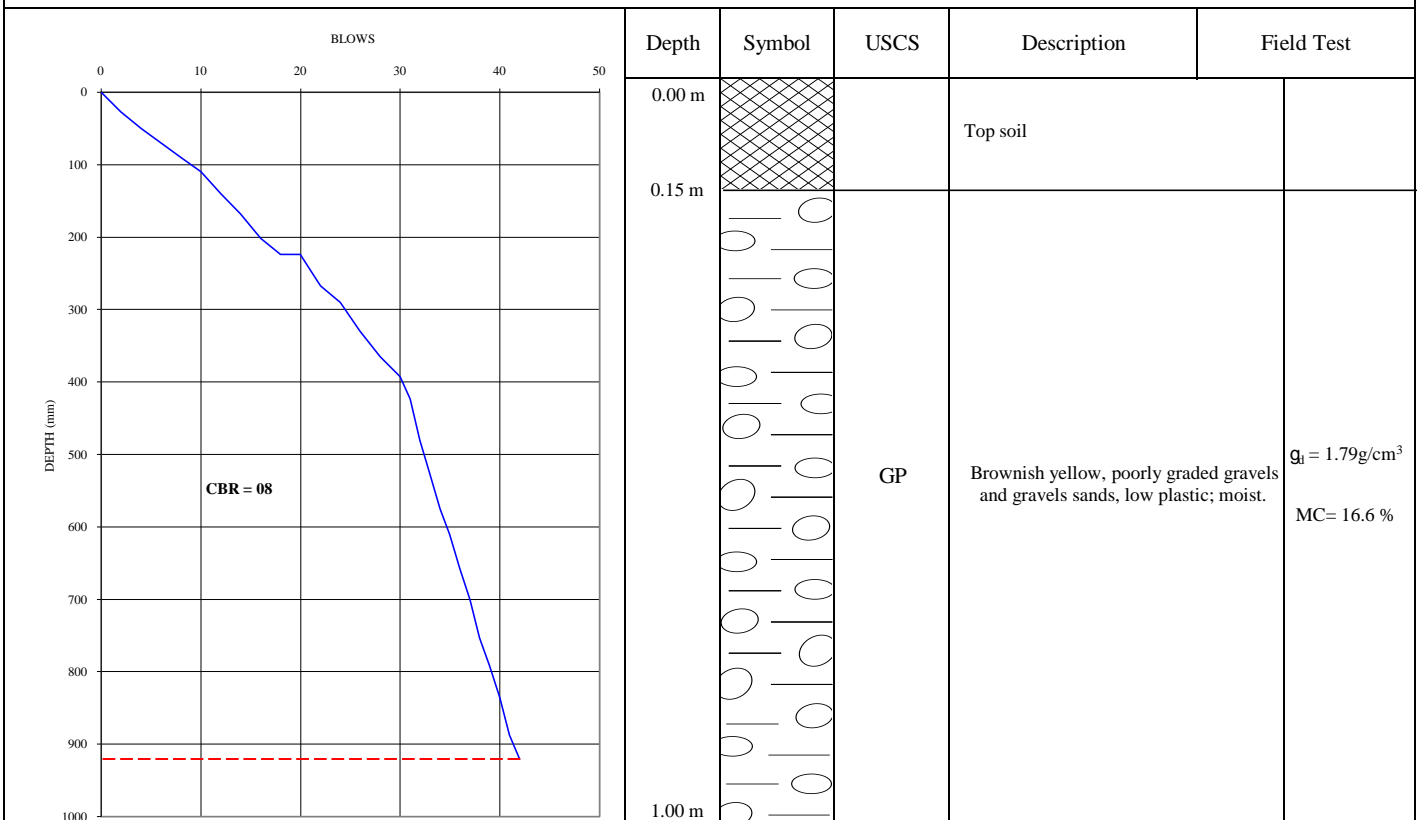 BLOWS
0 10 20 30 40 50
0
100
200
300
400
500
600
700
800
900
1000
DEPTH (mm)
CBR = 08
Depth Symbol USCS Description Field Test
0.00 m
Top soil
0.15 m
GP
Brownish yellow, poorly graded gravels
and gravels sands, low plastic; moist.
gd = 1.79g/cm³
MC= 16.6 %
1.00 m